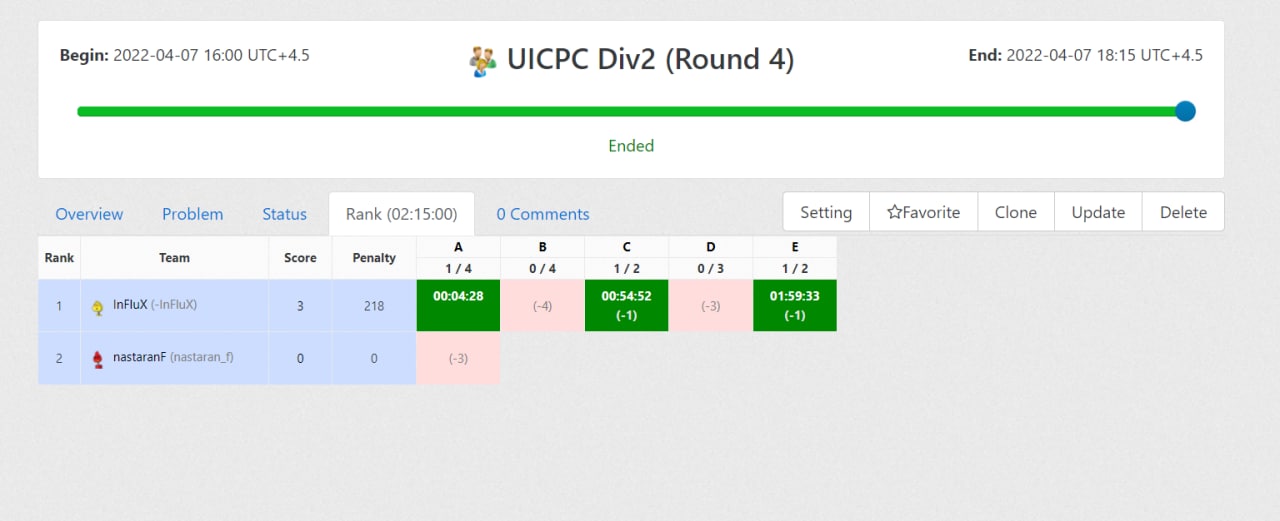 Begin: 2022-04-07 16:00 UTC+4.5
UICPC Div2 (Round 4)
End: 2022-04-07 18:15 UTC+4.5
Ended
Overview Problem Status Rank (02:15:00) 0 Comments
Setting ☆Favorite Clone Update Delete
Rank Team Score Penalty A B C D E
1 / 4 0 / 4 1 / 2 0 / 3 1 / 2
1 InFluX (-InFluX) 3 218 00:04:28 (-4) 00:54:52 (-1) (-3) 01:59:33 (-1)
2 nastaranF (nastaran_f) 0 0 (-3)